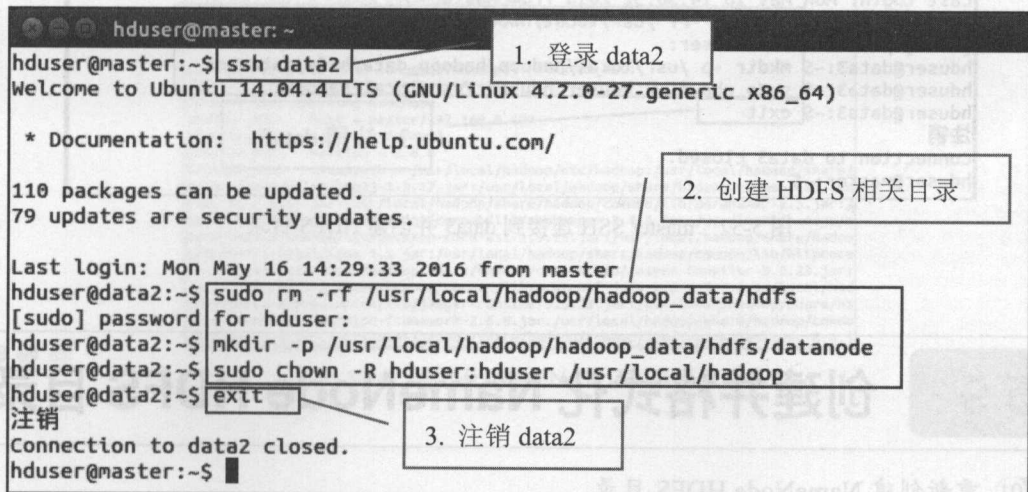 hduser@master: ~
hduser@master:~$ ssh data2
1. 登录 data2
Welcome to Ubuntu 14.04.4 LTS (GNU/Linux 4.2.0-27-generic x86_64)
* Documentation: https://help.ubuntu.com/
2. 创建 HDFS 相关目录
110 packages can be updated.
79 updates are security updates.
Last login: Mon May 16 14:29:33 2016 from master
hduser@data2:~$ sudo rm -rf /usr/local/hadoop/hadoop_data/hdfs
[sudo] password for hduser:
hduser@data2:~$ mkdir -p /usr/local/hadoop/hadoop_data/hdfs/datanode
hduser@data2:~$ sudo chown -R hduser:hduser /usr/local/hadoop
hduser@data2:~$ exit
注销
3. 注销 data2
Connection to data2 closed.
hduser@master:~$